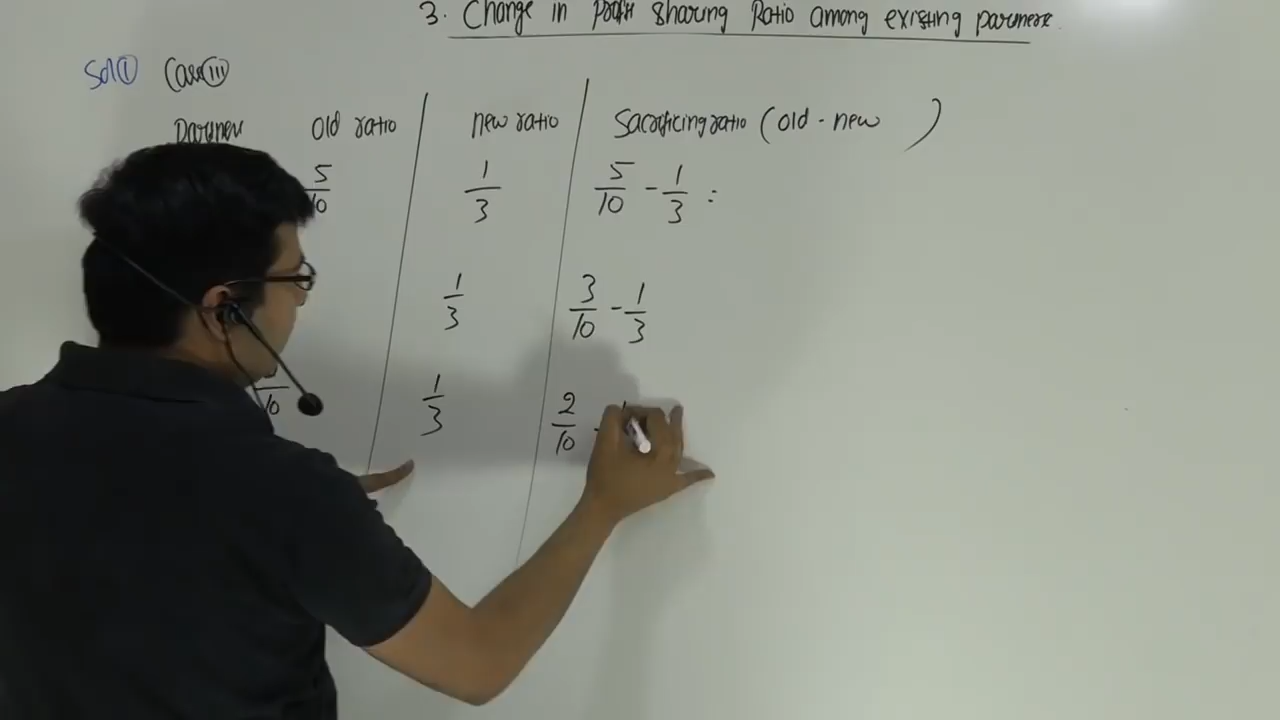 3. Change in Profit Sharing Ratio among existing partners.
Sol① Case(iii)
Partner Old ratio new ratio Sacrificing ratio (old - new )
5/10 1/3 5/10 - 1/3 :
1/3 3/10 - 1/3
10 1/3 2/10 -